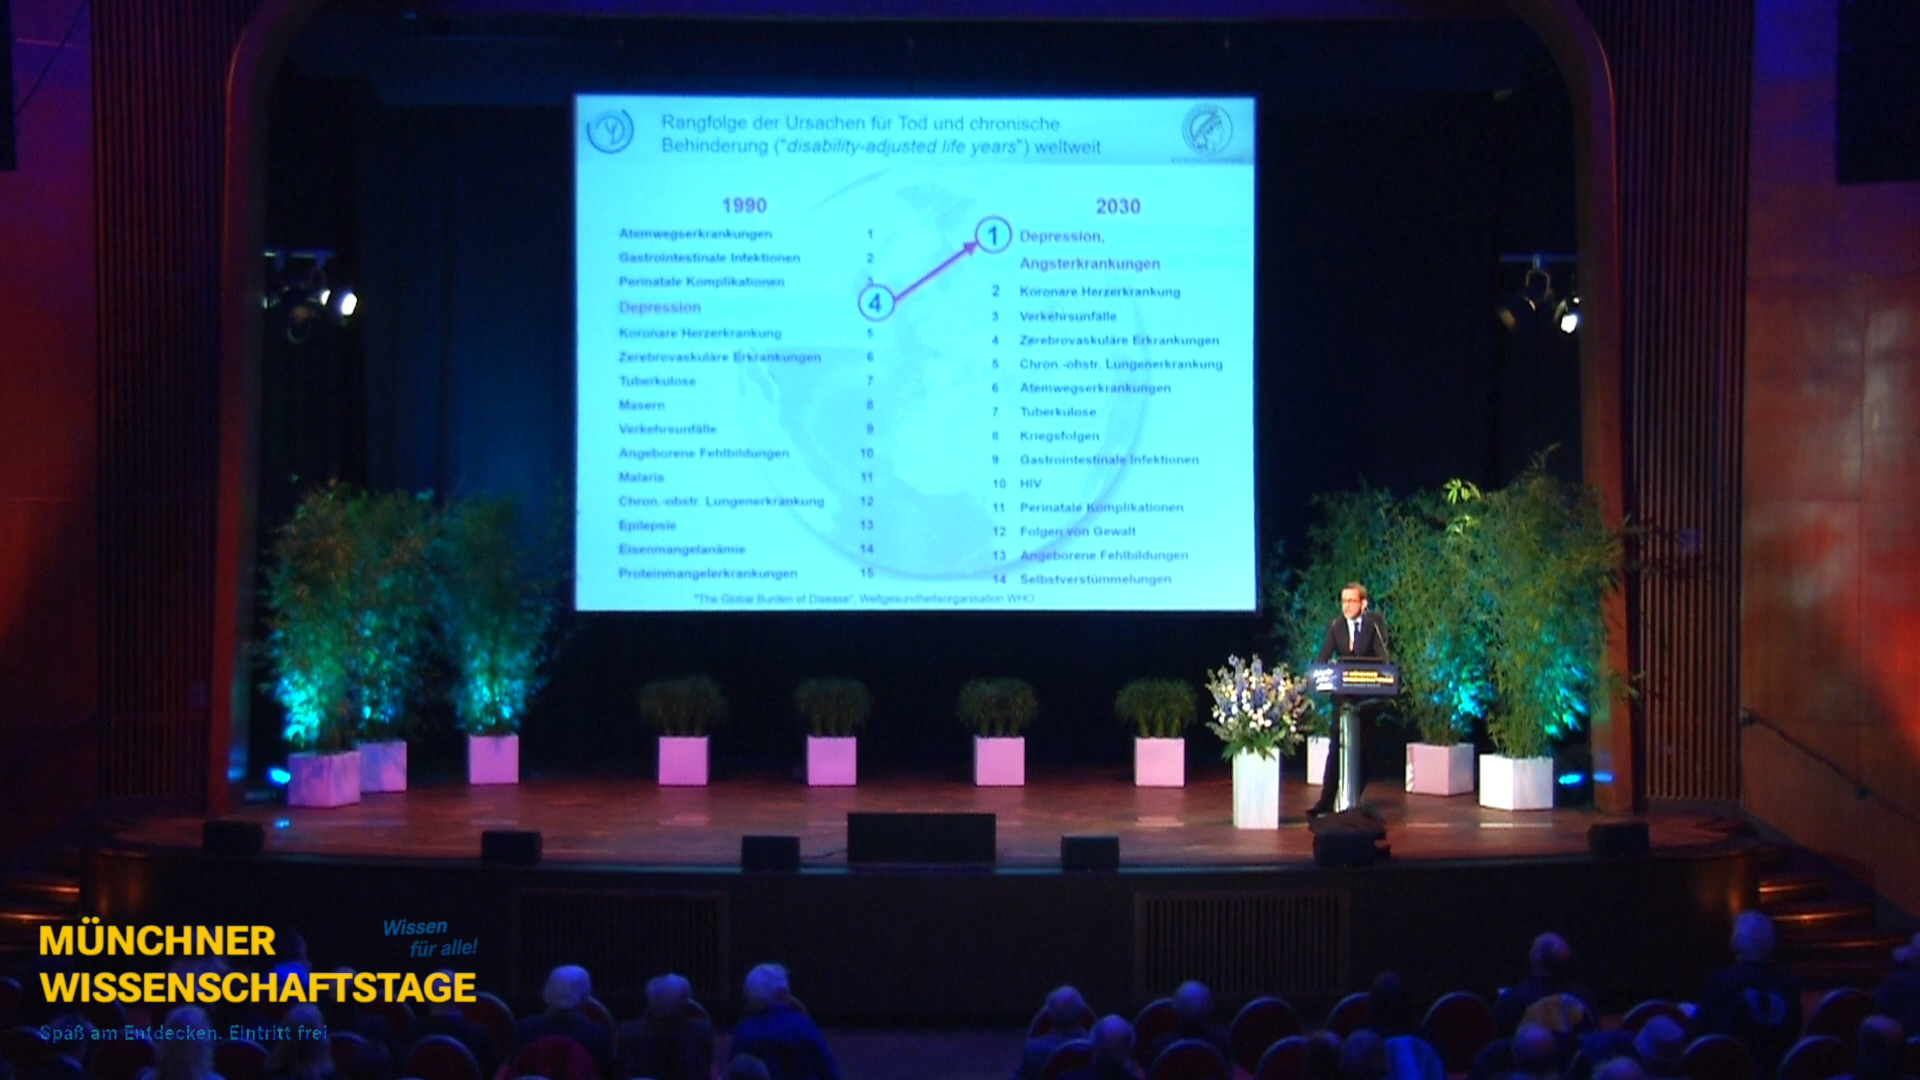 Rangfolge der Ursachen für Tod und chronische
Behinderung ("disability-adjusted life years") weltweit
1990
Atemwegserkrankungen 1
Gastrointestinale Infektionen 2
Perinatale Komplikationen 3
Depression 4
Koronare Herzerkrankung 5
Zerebrovaskuläre Erkrankungen 6
Tuberkulose 7
Masern 8
Verkehrsunfälle 9
Angeborene Fehlbildungen 10
Malaria 11
Chron.-obstr. Lungenerkrankung 12
Epilepsie 13
Eisenmangelanämie 14
Proteinmangelerkrankungen 15
2030
1 Depression,
Angsterkrankungen
2 Koronare Herzerkrankung
3 Verkehrsunfälle
4 Zerebrovaskuläre Erkrankungen
5 Chron.-obstr. Lungenerkrankung
6 Atemwegserkrankungen
7 Tuberkulose
8 Kriegsfolgen
9 Gastrointestinale Infektionen
10 HIV
11 Perinatale Komplikationen
12 Folgen von Gewalt
13 Angeborene Fehlbildungen
14 Selbstverstümmelungen
"The Global Burden of Disease", Weltgesundheitsorganisation WHO
MÜNCHNER
WISSENSCHAFTSTAGE
MÜNCHNER
WISSENSCHAFTSTAGE
Wissen
für alle!
Spaß am Entdecken. Eintritt frei